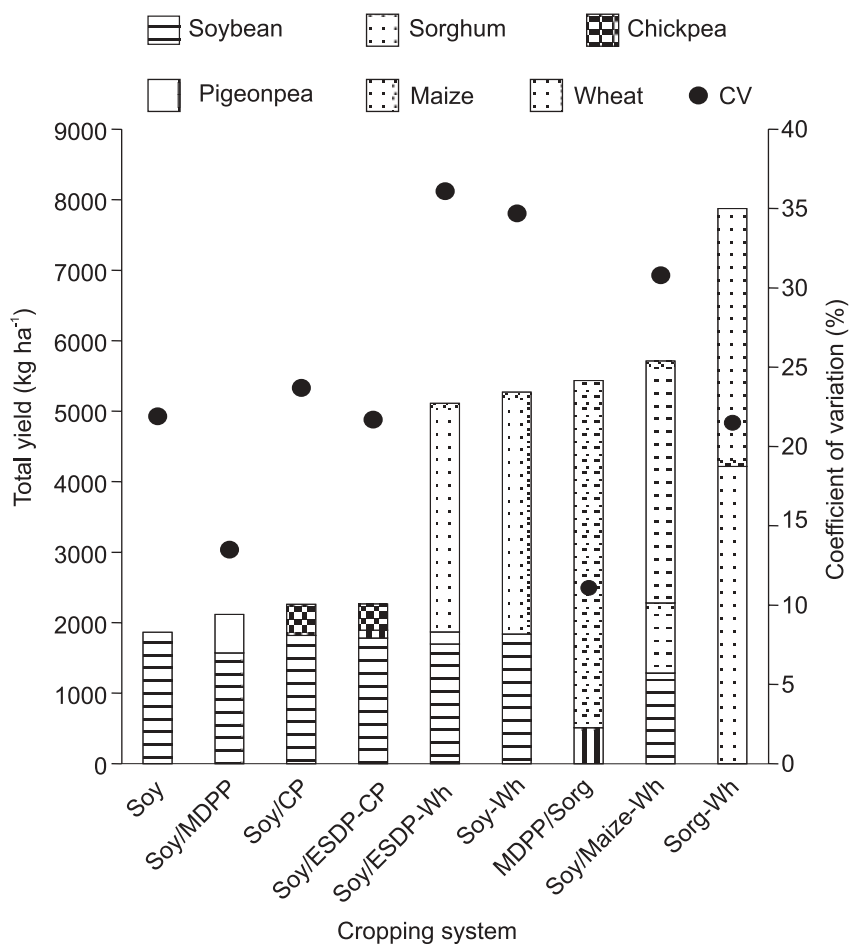 Soybean Sorghum Chickpea
Pigeonpea Maize Wheat CV
9000 40
8000 35
7000 30
6000 25
5000 20
4000 15
3000 10
2000 5
1000 0
0
Total yield (kg ha⁻¹)
Coefficient of variation (%)
Soy
Soy/MDPP
Soy/CP
Soy/ESDP-CP
Soy/ESDP-Wh
Soy-Wh
MDPP/Sorg
Soy/Maize-Wh
Sorg-Wh
Cropping system